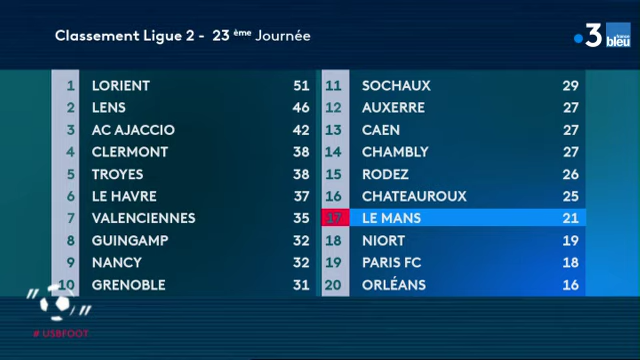 Classement Ligue 2 - 23 ème Journée
3 france bleu
1 LORIENT 51
2 LENS 46
3 AC AJACCIO 42
4 CLERMONT 38
5 TROYES 38
6 LE HAVRE 37
7 VALENCIENNES 35
8 GUINGAMP 32
9 NANCY 32
10 GRENOBLE 31
11 SOCHAUX 29
12 AUXERRE 27
13 CAEN 27
14 CHAMBLY 27
15 RODEZ 26
16 CHATEAUROUX 25
17 LE MANS 21
18 NIORT 19
19 PARIS FC 18
20 ORLÉANS 16
# USBFOOT